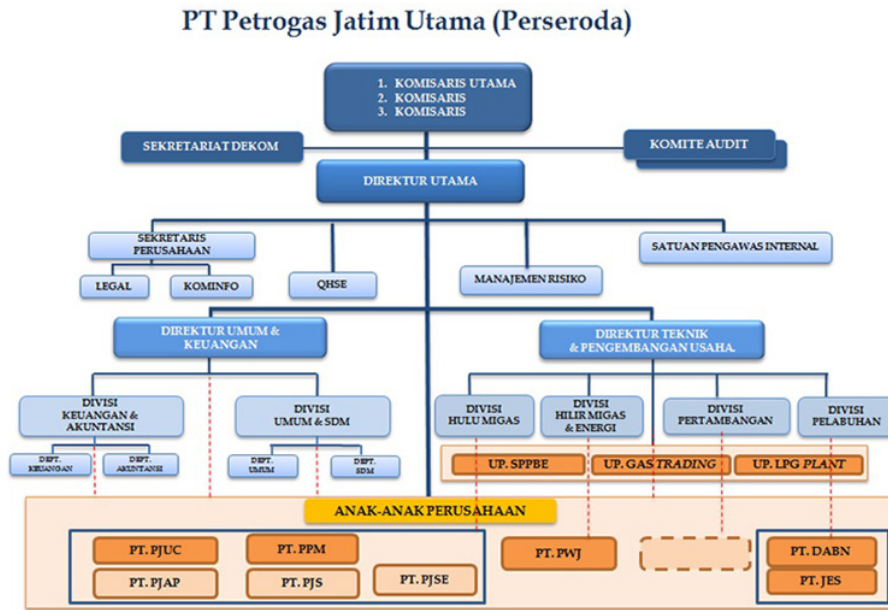 PT Petrogas Jatim Utama (Perseroda)
1. KOMISARIS UTAMA
2. KOMISARIS
3. KOMISARIS
SEKRETARIAT DEKOM
KOMITE AUDIT
DIREKTUR UTAMA
SEKRETARIS
PERUSAHAAN
SATUAN PENGAWAS INTERNAL
LEGAL
KOMINFO
QHSE
MANAJEMEN RISIKO
DIREKTUR UMUM &
KEUANGAN
DIREKTUR TEKNIK
& PENGEMBANGAN USAHA.
DIVISI
KEUANGAN &
AKUNTANSI
DIVISI
UMUM & SDM
DIVISI
HULU MIGAS
DIVISI
HILIR MIGAS
& ENERGI
DIVISI
PERTAMBANGAN
DIVISI
PELABUHAN
DEPT.
KEUANGAN
DEPT.
AKUNTANSI
DEPT.
UMUM
DEPT.
SDM
UP. SPPBE
UP. GAS TRADING
UP. LPG PLANT
ANAK-ANAK PERUSAHAAN
PT. PJUC
PT. PPM
PT. PWJ
PT. DABN
PT. PJAP
PT. PJS
PT. PJSE
PT. JES